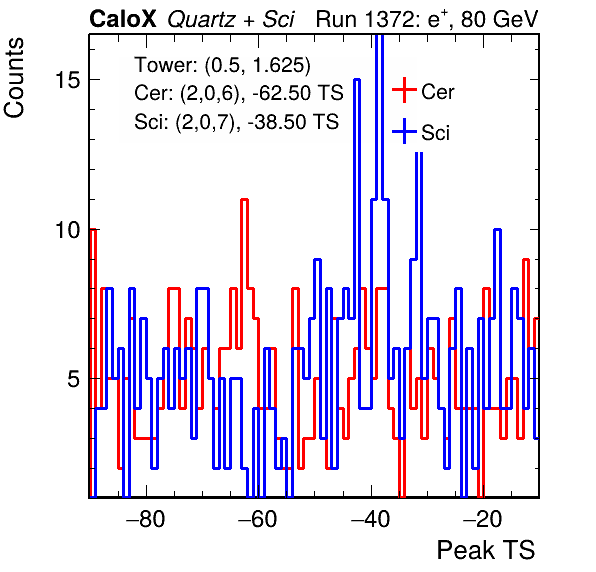 CaloX Quartz + Sci Run 1372: e⁺, 80 GeV
Tower: (0.5, 1.625)
Cer: (2,0,6), -62.50 TS
Sci: (2,0,7), -38.50 TS
Cer
Sci
Counts
15
10
5
−80 −60 −40 −20
Peak TS